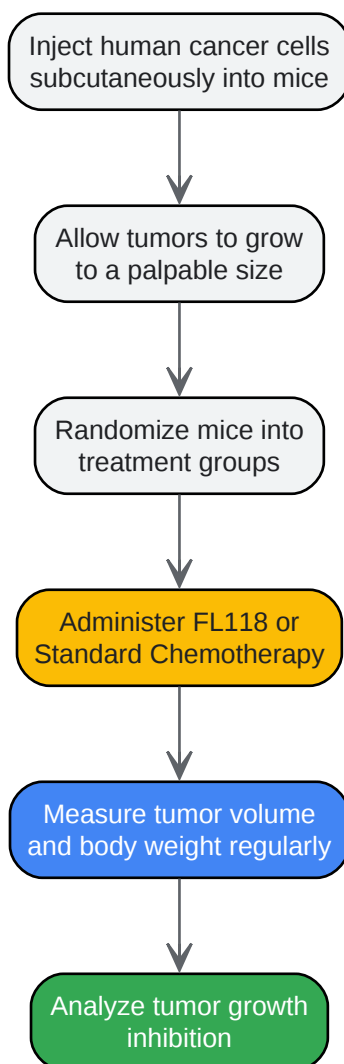 Inject human cancer cells
subcutaneously into mice
Allow tumors to grow
to a palpable size
Randomize mice into
treatment groups
Administer FL118 or
Standard Chemotherapy
Measure tumor volume
and body weight regularly
Analyze tumor growth
inhibition